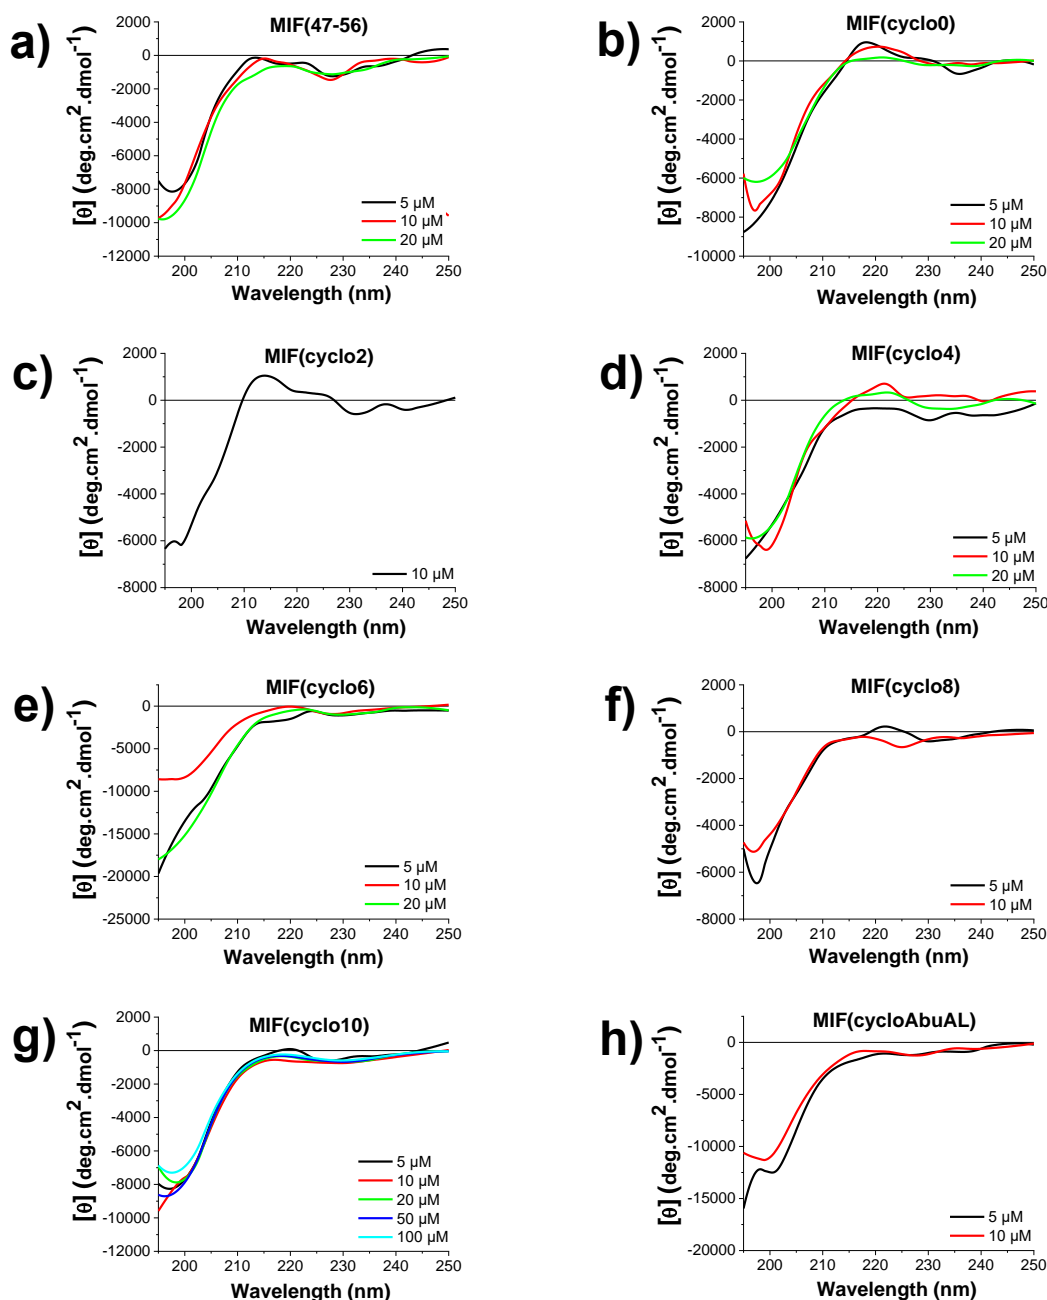 a)
MIF(47-56)
[θ] (deg.cm².dmol⁻¹)
2000
0
-2000
-4000
-6000
-8000
-10000
-12000
5 µM
10 µM
20 µM
200 210 220 230 240 250
Wavelength (nm)
b)
MIF(cyclo0)
[θ] (deg.cm².dmol⁻¹)
2000
0
-2000
-4000
-6000
-8000
-10000
5 µM
10 µM
20 µM
200 210 220 230 240 250
Wavelength (nm)
c)
MIF(cyclo2)
[θ] (deg.cm².dmol⁻¹)
2000
0
-2000
-4000
-6000
-8000
10 µM
200 210 220 230 240 250
Wavelength (nm)
d)
MIF(cyclo4)
[θ] (deg.cm².dmol⁻¹)
2000
0
-2000
-4000
-6000
-8000
5 µM
10 µM
20 µM
200 210 220 230 240 250
Wavelength (nm)
e)
MIF(cyclo6)
[θ] (deg.cm².dmol⁻¹)
0
-5000
-10000
-15000
-20000
-25000
5 µM
10 µM
20 µM
200 210 220 230 240 250
Wavelength (nm)
f)
MIF(cyclo8)
[θ] (deg.cm².dmol⁻¹)
2000
0
-2000
-4000
-6000
-8000
5 µM
10 µM
200 210 220 230 240 250
Wavelength (nm)
g)
MIF(cyclo10)
[θ] (deg.cm².dmol⁻¹)
2000
0
-2000
-4000
-6000
-8000
-10000
-12000
5 µM
10 µM
20 µM
50 µM
100 µM
200 210 220 230 240 250
Wavelength (nm)
h)
MIF(cycloAbuAL)
[θ] (deg.cm².dmol⁻¹)
0
-5000
-10000
-15000
-20000
5 µM
10 µM
200 210 220 230 240 250
Wavelength (nm)